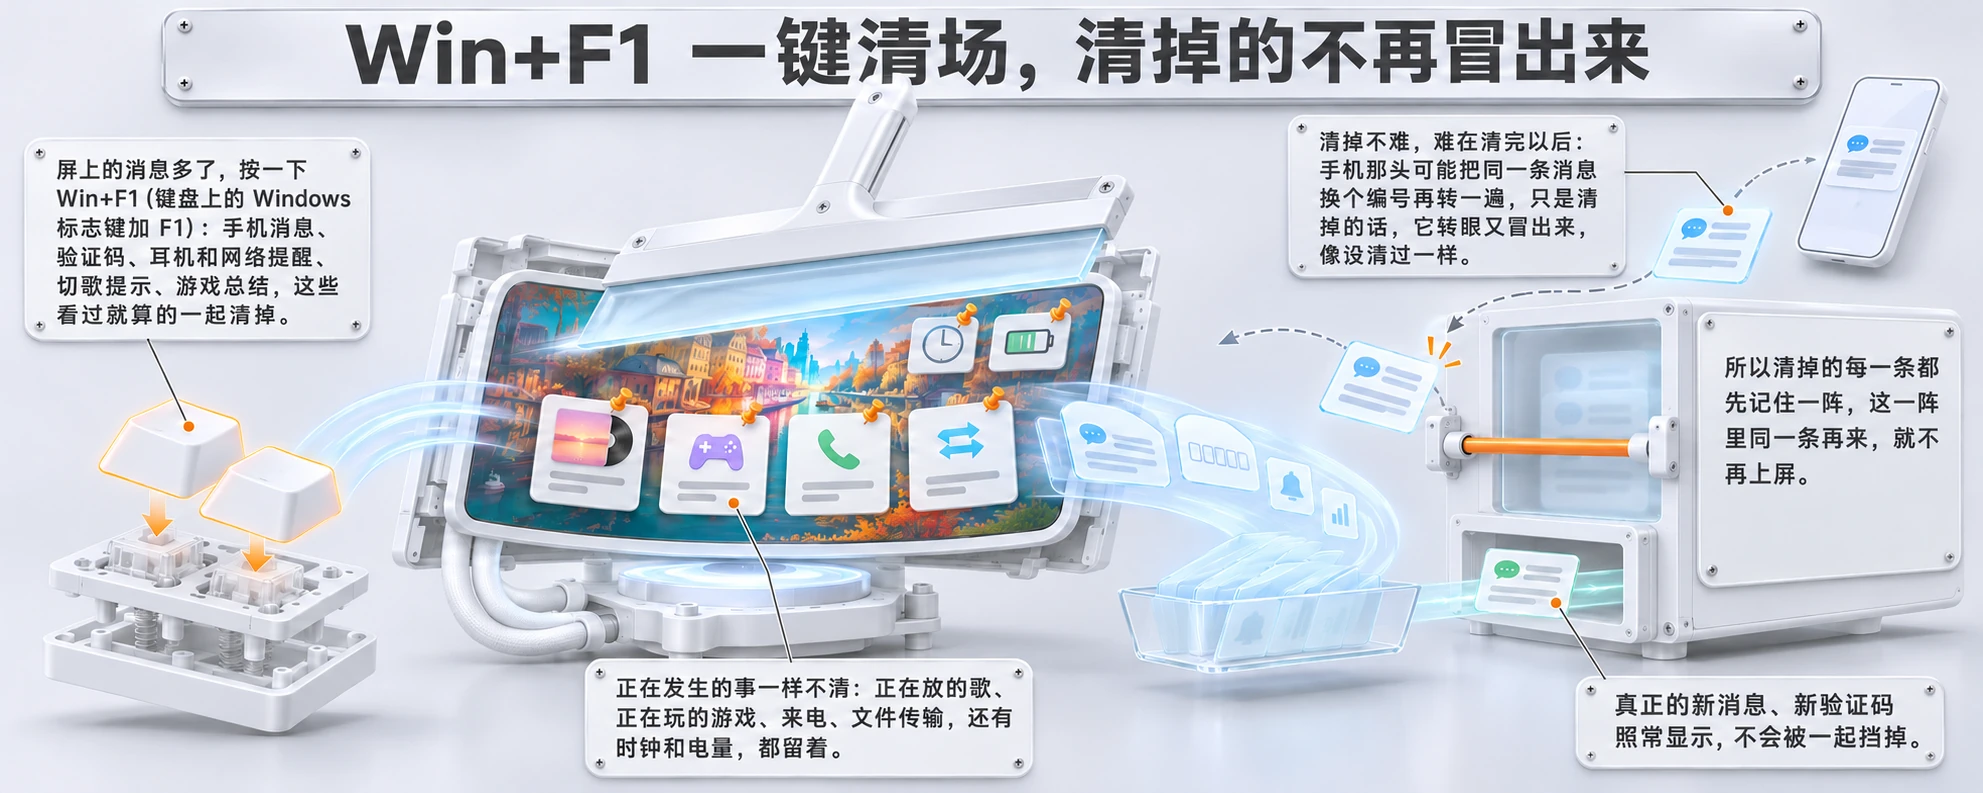 Win+F1 一键清场，清掉的不再冒出来
屏上的消息多了，按一下
Win+F1 (键盘上的 Windows
标志键加 F1)：手机消息、
验证码、耳机和网络提醒、
切歌提示、游戏总结，这些
看过就算的一起清掉。
清掉不难，难在清完以后：
手机那头可能把同一条消息
换个编号再转一遍，只是清
掉的话，它转眼又冒出来，
像设清过一样。
所以清掉的每一条都
先记住一阵，这一阵
里同一条再来，就不
再上屏。
正在发生的事一样不清：正在放的歌、
正在玩的游戏、来电、文件传输，还有
时钟和电量，都留着。
真正的新消息、新验证码
照常显示，不会被一起挡掉。